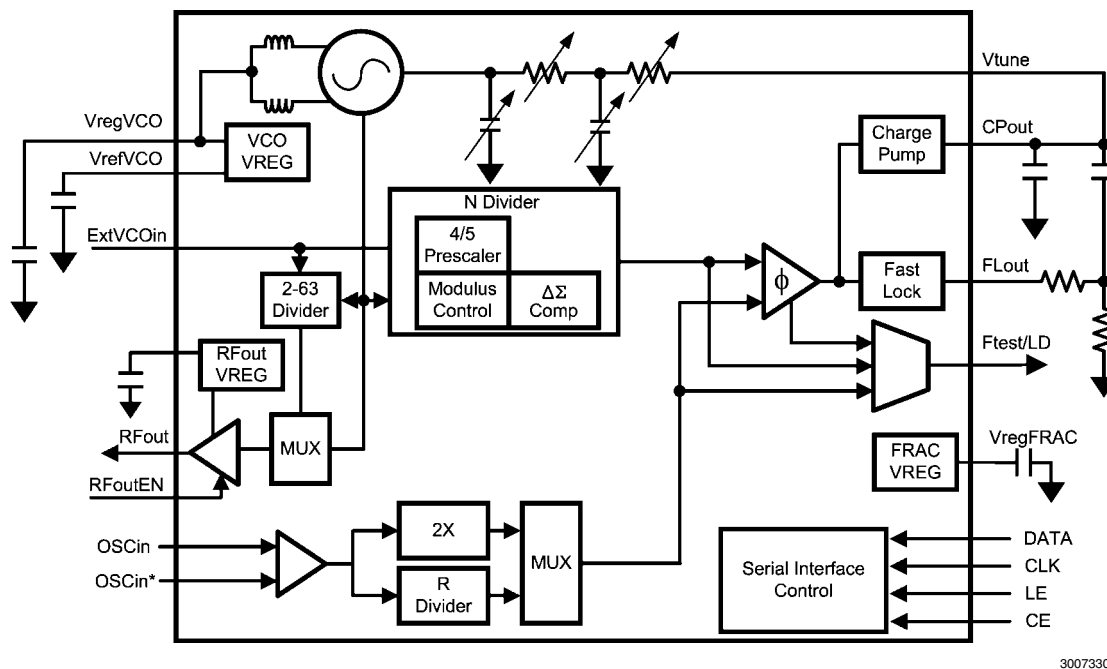 Vtune
VregVCO
VCO
VREG
VrefVCO
Charge
Pump
CPout
N Divider
4/5
Prescaler
Modulus
Control
ΔΣ
Comp
ExtVCOin
2-63
Divider
ϕ
Fast
Lock
FLout
RFout
VREG
Ftest/LD
RFout
MUX
RFoutEN
FRAC
VREG
VregFRAC
OSCin
OSCin*
2X
R
Divider
MUX
Serial Interface
Control
DATA
CLK
LE
CE
3007330